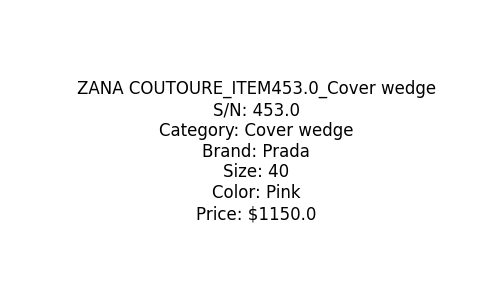 ZANA COUTOURE_ITEM453.0_Cover wedge
S/N: 453.0
Category: Cover wedge
Brand: Prada
Size: 40
Color: Pink
Price: $1150.0